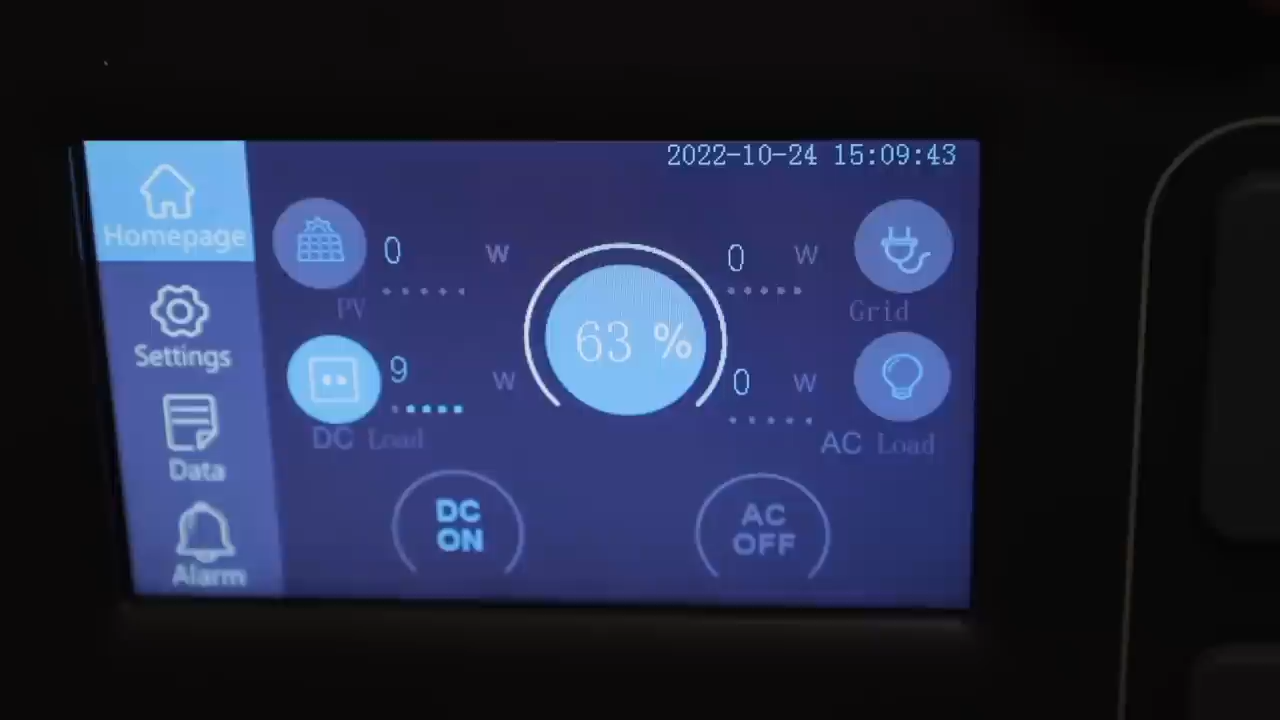 2022-10-24 15:09:43
Homepage
Settings
Data
Alarm
0 W
PV
9 W
DC Load
63 %
0 W
Grid
0 W
AC Load
DC
ON
AC
OFF